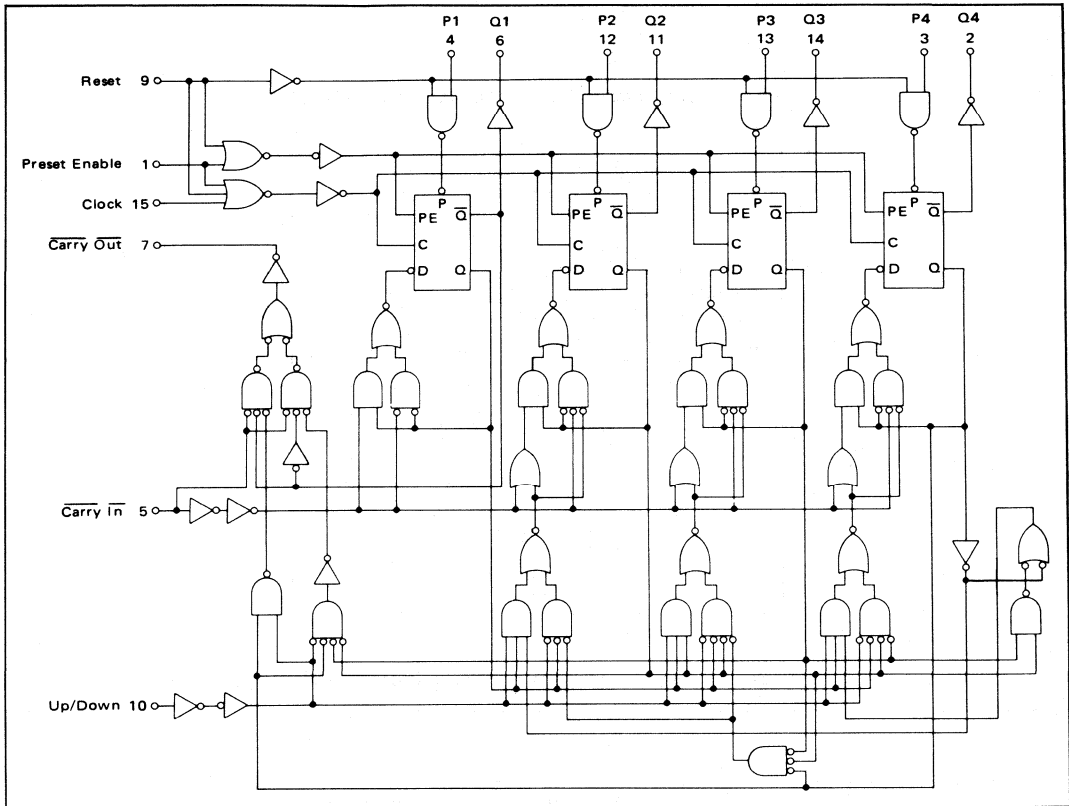 P1 Q1 P2 Q2 P3 Q3 P4 Q4
4 6 12 11 13 14 3 2
Reset 9
Preset Enable 1
Clock 15
Carry Out 7
P P P P
PE Q̅ PE Q̅ PE Q̅ PE Q̅
C C C C
D Q D Q D Q D Q
Carry In 5
Up/Down 10